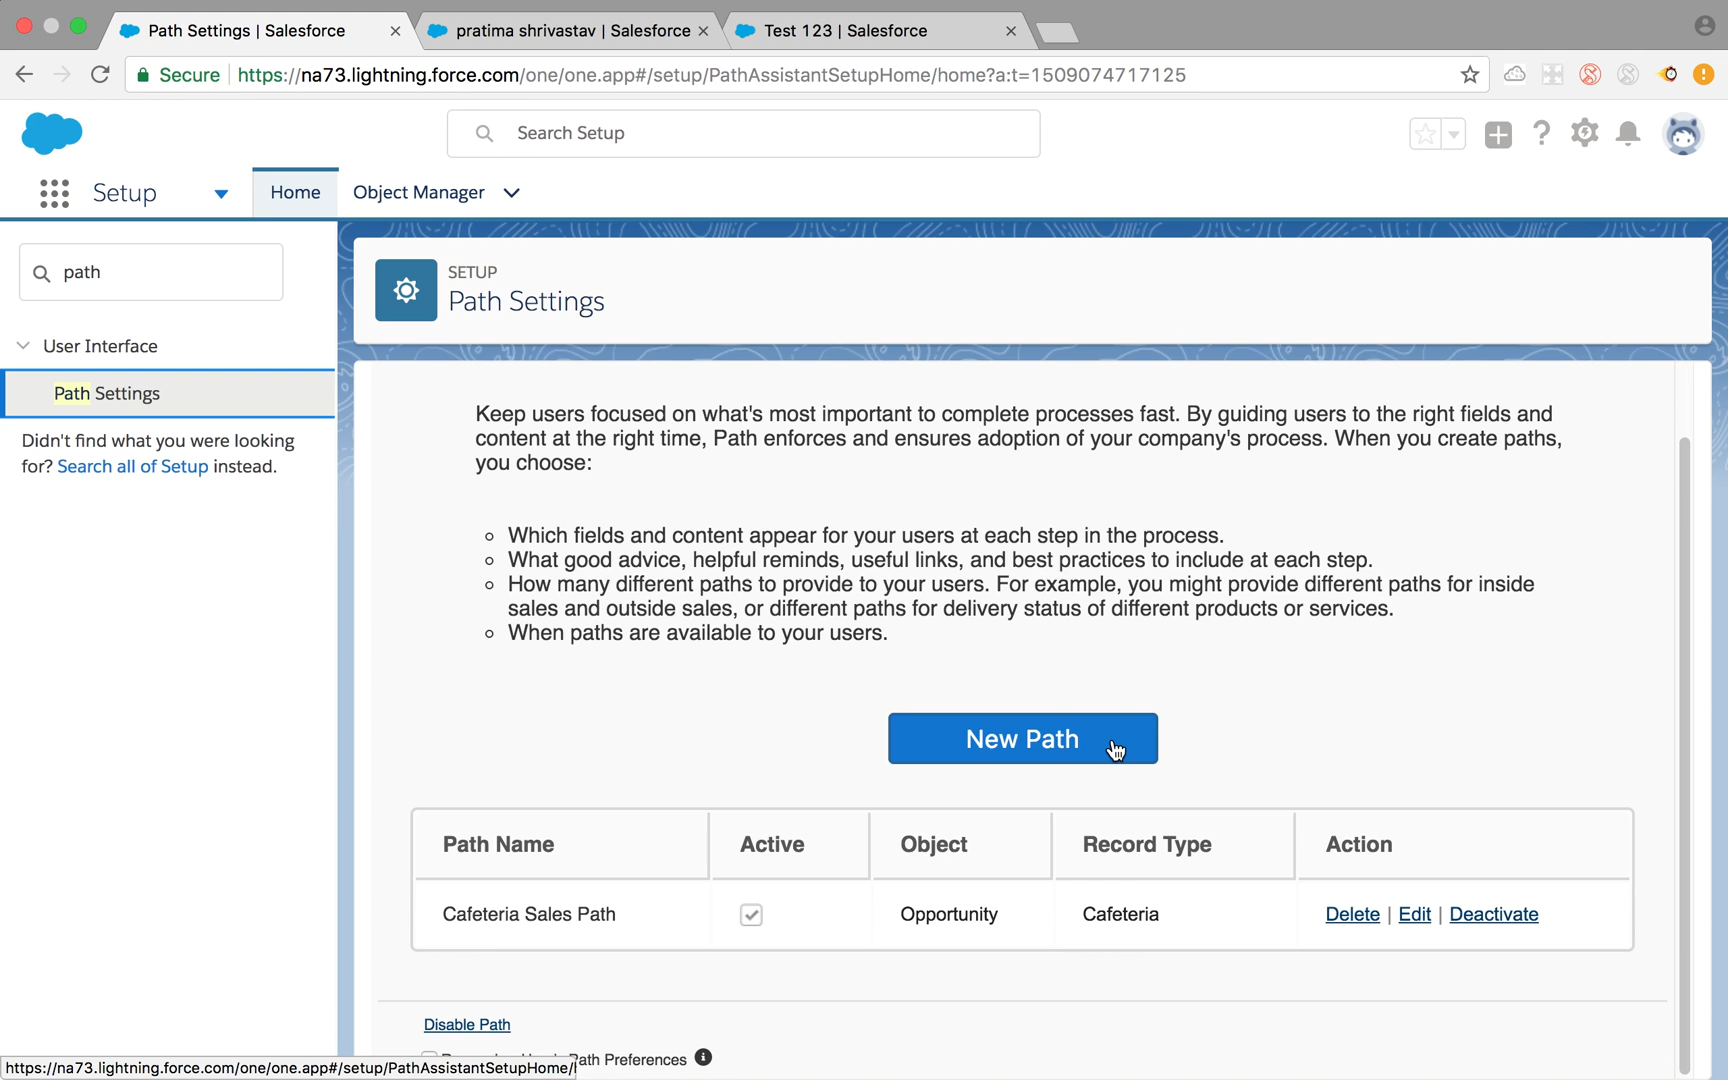 Path Settings | Salesforce
pratima shrivastav | Salesforce
Test 123 | Salesforce
Secure
https://na73.lightning.force.com/one/one.app#/setup/PathAssistantSetupHome/home?a:t=1509074717125
Search Setup
Setup
Home
Object Manager
path
User Interface
Path Settings
Didn't find what you were looking
for? Search all of Setup instead.
SETUP
Path Settings
Keep users focused on what's most important to complete processes fast. By guiding users to the right fields and
content at the right time, Path enforces and ensures adoption of your company's process. When you create paths,
you choose:
Which fields and content appear for your users at each step in the process.
What good advice, helpful reminds, useful links, and best practices to include at each step.
How many different paths to provide to your users. For example, you might provide different paths for inside
sales and outside sales, or different paths for delivery status of different products or services.
When paths are available to your users.
New Path
Path Name Active Object Record Type Action
Cafeteria Sales Path Opportunity Cafeteria Delete | Edit | Deactivate
Disable Path
Path Preferences
https://na73.lightning.force.com/one/one.app#/setup/PathAssistantSetupHome/